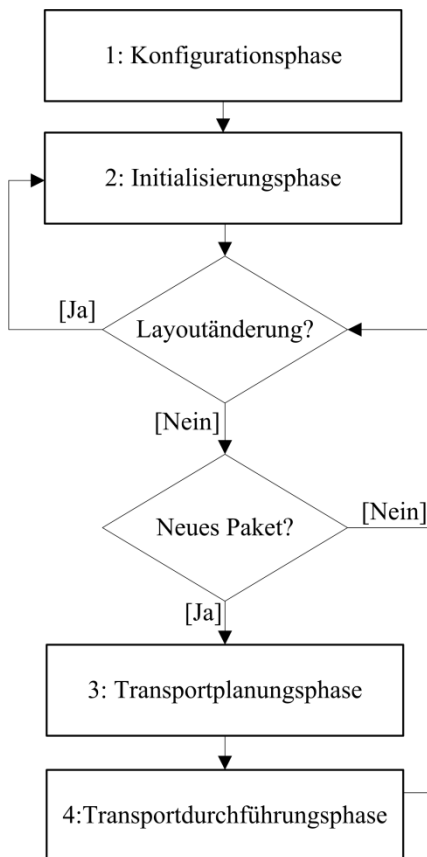 1: Konfigurationsphase
2: Initialisierungsphase
[Ja]
Layoutänderung?
[Nein]
Neues Paket?
[Nein]
[Ja]
3: Transportplanungsphase
4:Transportdurchführungsphase